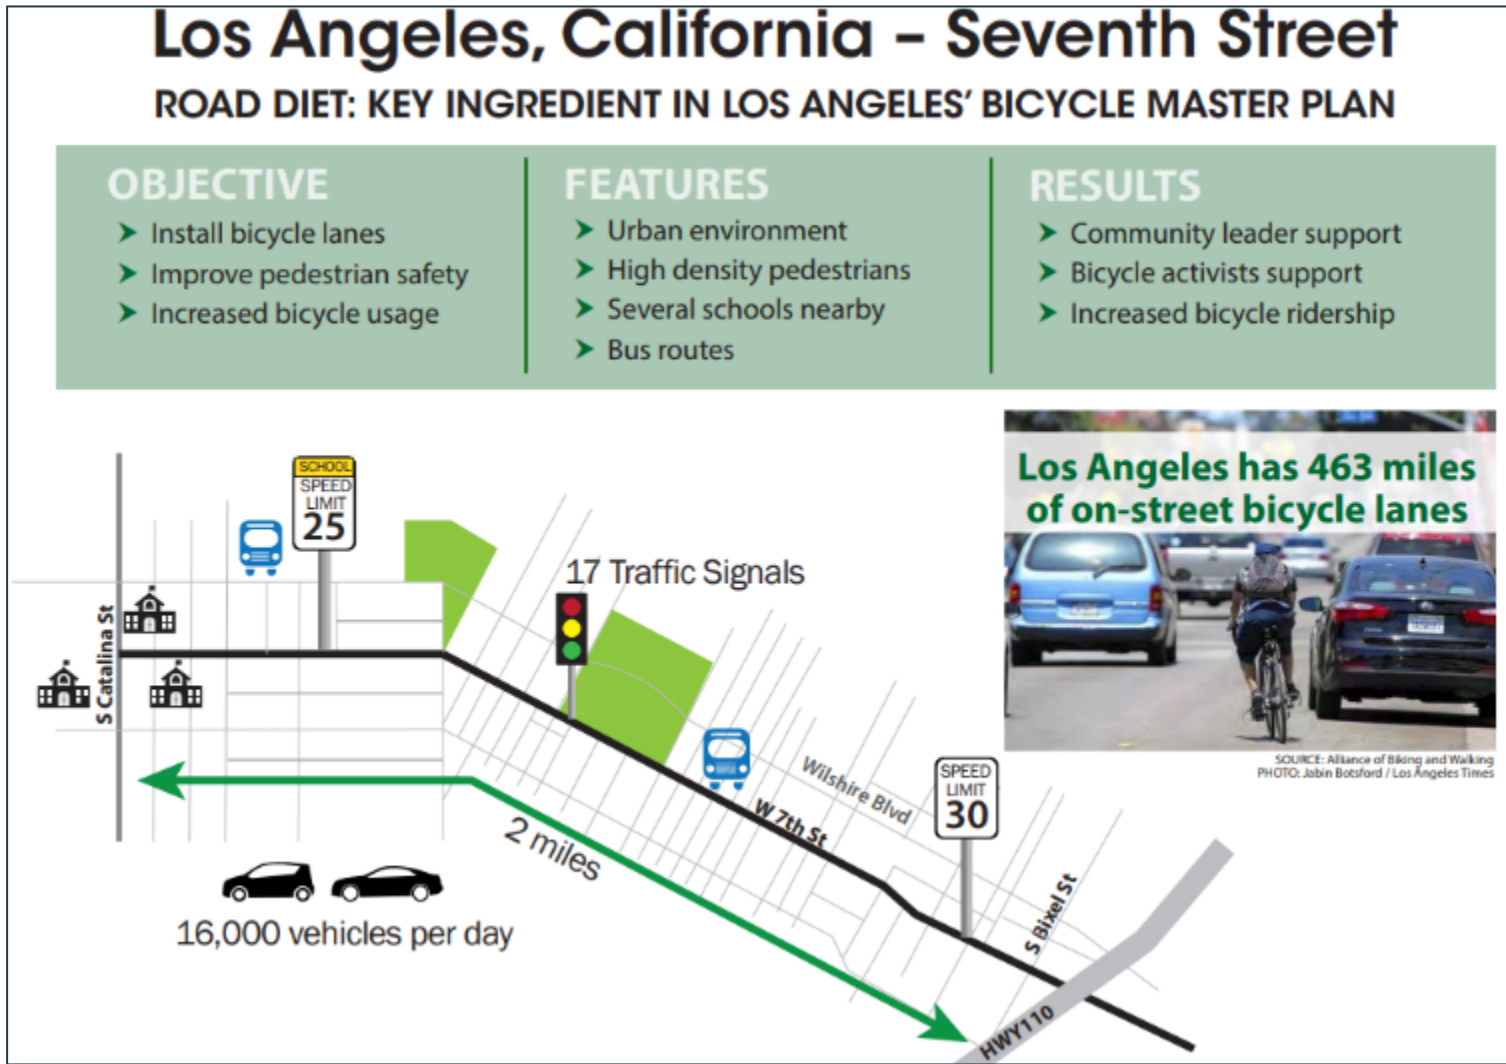 Los Angeles, California – Seventh Street
ROAD DIET: KEY INGREDIENT IN LOS ANGELES' BICYCLE MASTER PLAN
OBJECTIVE
Install bicycle lanes
Improve pedestrian safety
Increased bicycle usage
FEATURES
Urban environment
High density pedestrians
Several schools nearby
Bus routes
RESULTS
Community leader support
Bicycle activists support
Increased bicycle ridership
Los Angeles has 463 miles
of on-street bicycle lanes
SOURCE: Alliance of Biking and Walking
PHOTO: Jabin Botsford / Los Angeles Times
SCHOOL
SPEED
LIMIT
25
17 Traffic Signals
S Catalina St
Wilshire Blvd
W 7th St
SPEED
LIMIT
30
2 miles
S Bixel St
16,000 vehicles per day
HWY110